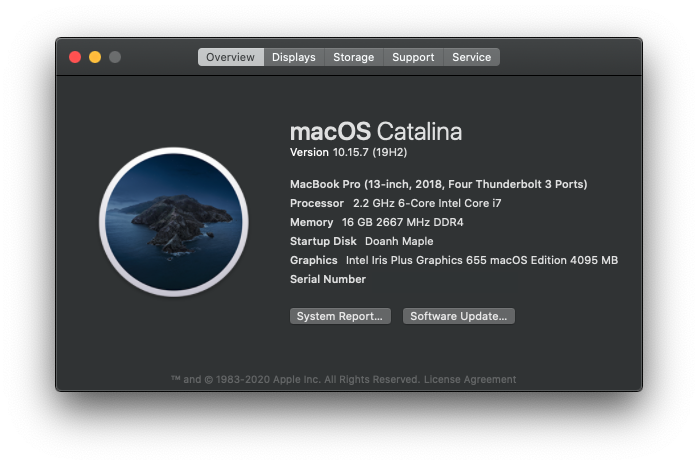 Overview Displays Storage Support Service
macOS Catalina
Version 10.15.7 (19H2)
MacBook Pro (13-inch, 2018, Four Thunderbolt 3 Ports)
Processor 2.2 GHz 6-Core Intel Core i7
Memory 16 GB 2667 MHz DDR4
Startup Disk Doanh Maple
Graphics Intel Iris Plus Graphics 655 macOS Edition 4095 MB
Serial Number
System Report... Software Update...
™ and © 1983-2020 Apple Inc. All Rights Reserved. License Agreement